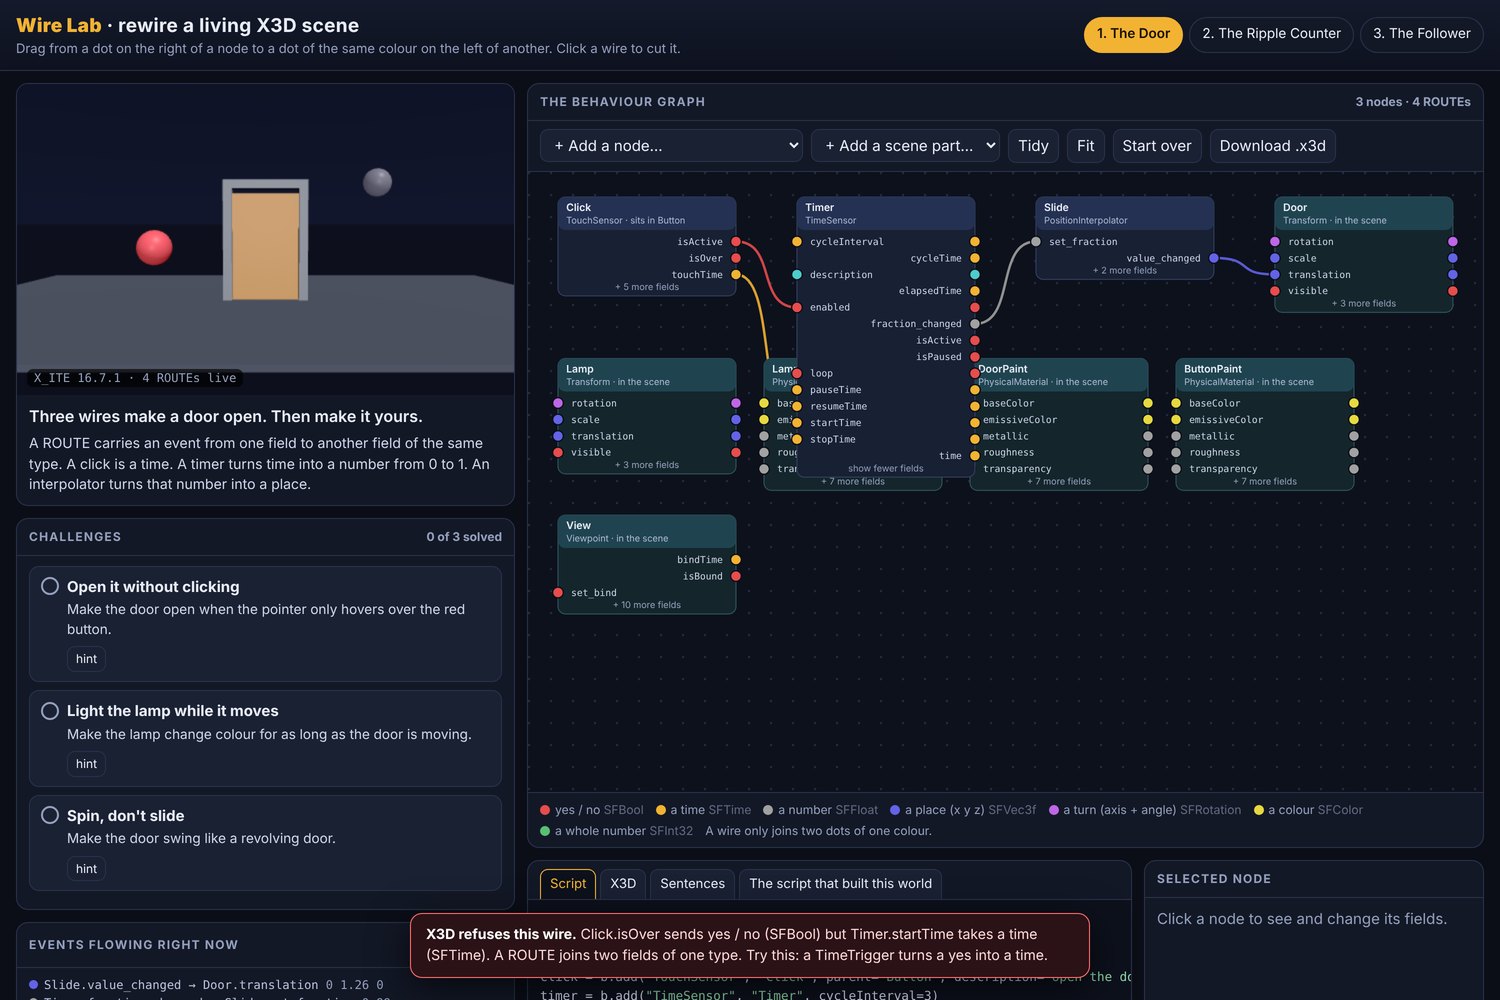 Wire Lab · rewire a living X3D scene
Drag from a dot on the right of a node to a dot of the same colour on the left of another. Click a wire to cut it.
1. The Door
2. The Ripple Counter
3. The Follower
X_ITE 16.7.1 · 4 ROUTEs live
Three wires make a door open. Then make it yours.
A ROUTE carries an event from one field to another field of the same
type. A click is a time. A timer turns time into a number from 0 to 1. An
interpolator turns that number into a place.
CHALLENGES
0 of 3 solved
Open it without clicking
Make the door open when the pointer only hovers over the red
button.
hint
Light the lamp while it moves
Make the lamp change colour for as long as the door is moving.
hint
Spin, don't slide
Make the door swing like a revolving door.
hint
EVENTS FLOWING RIGHT NOW
Slide.value_changed → Door.translation 0 1.26 0
THE BEHAVIOUR GRAPH
3 nodes · 4 ROUTEs
+ Add a node...
+ Add a scene part...
Tidy
Fit
Start over
Download .x3d
Click
TouchSensor · sits in Button
isActive
isOver
touchTime
+ 5 more fields
Timer
TimeSensor
cycleInterval
cycleTime
description
elapsedTime
enabled
fraction_changed
isActive
isPaused
loop
pauseTime
resumeTime
startTime
stopTime
time
show fewer fields
Slide
PositionInterpolator
set_fraction
value_changed
+ 2 more fields
Door
Transform · in the scene
rotation
scale
translation
visible
+ 3 more fields
Lamp
Transform · in the scene
rotation
scale
translation
visible
+ 3 more fields
+ 7 more fields
DoorPaint
PhysicalMaterial · in the scene
baseColor
emissiveColor
metallic
roughness
transparency
+ 7 more fields
ButtonPaint
PhysicalMaterial · in the scene
baseColor
emissiveColor
metallic
roughness
transparency
+ 7 more fields
View
Viewpoint · in the scene
bindTime
isBound
set_bind
+ 10 more fields
yes / no SFBool
a time SFTime
a number SFFloat
a place (x y z) SFVec3f
a turn (axis + angle) SFRotation
a colour SFColor
a whole number SFInt32
A wire only joins two dots of one colour.
Script
X3D
Sentences
The script that built this world
SELECTED NODE
Click a node to see and change its fields.
X3D refuses this wire. Click.isOver sends yes / no (SFBool) but Timer.startTime takes a time
(SFTime). A ROUTE joins two fields of one type. Try this: a TimeTrigger turns a yes into a time.
timer = b.add("TimeSensor", "Timer", cycleInterval=3)